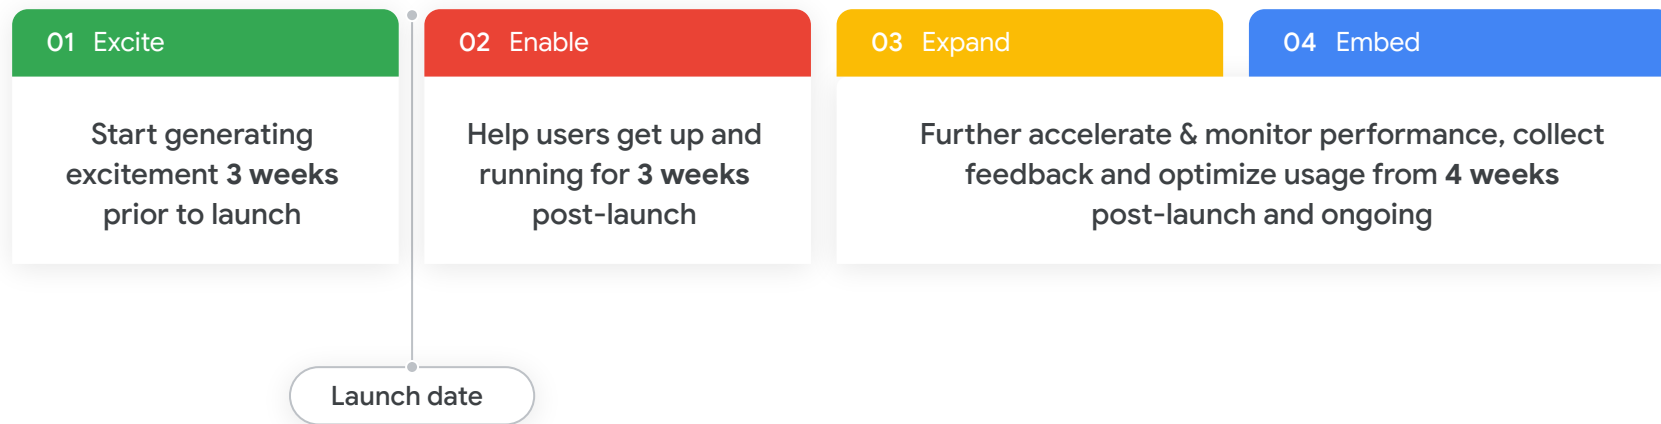 01 Excite
02 Enable
03 Expand
04 Embed
Start generating
excitement 3 weeks
prior to launch
Help users get up and
running for 3 weeks
post-launch
Further accelerate & monitor performance, collect
feedback and optimize usage from 4 weeks
post-launch and ongoing
Launch date